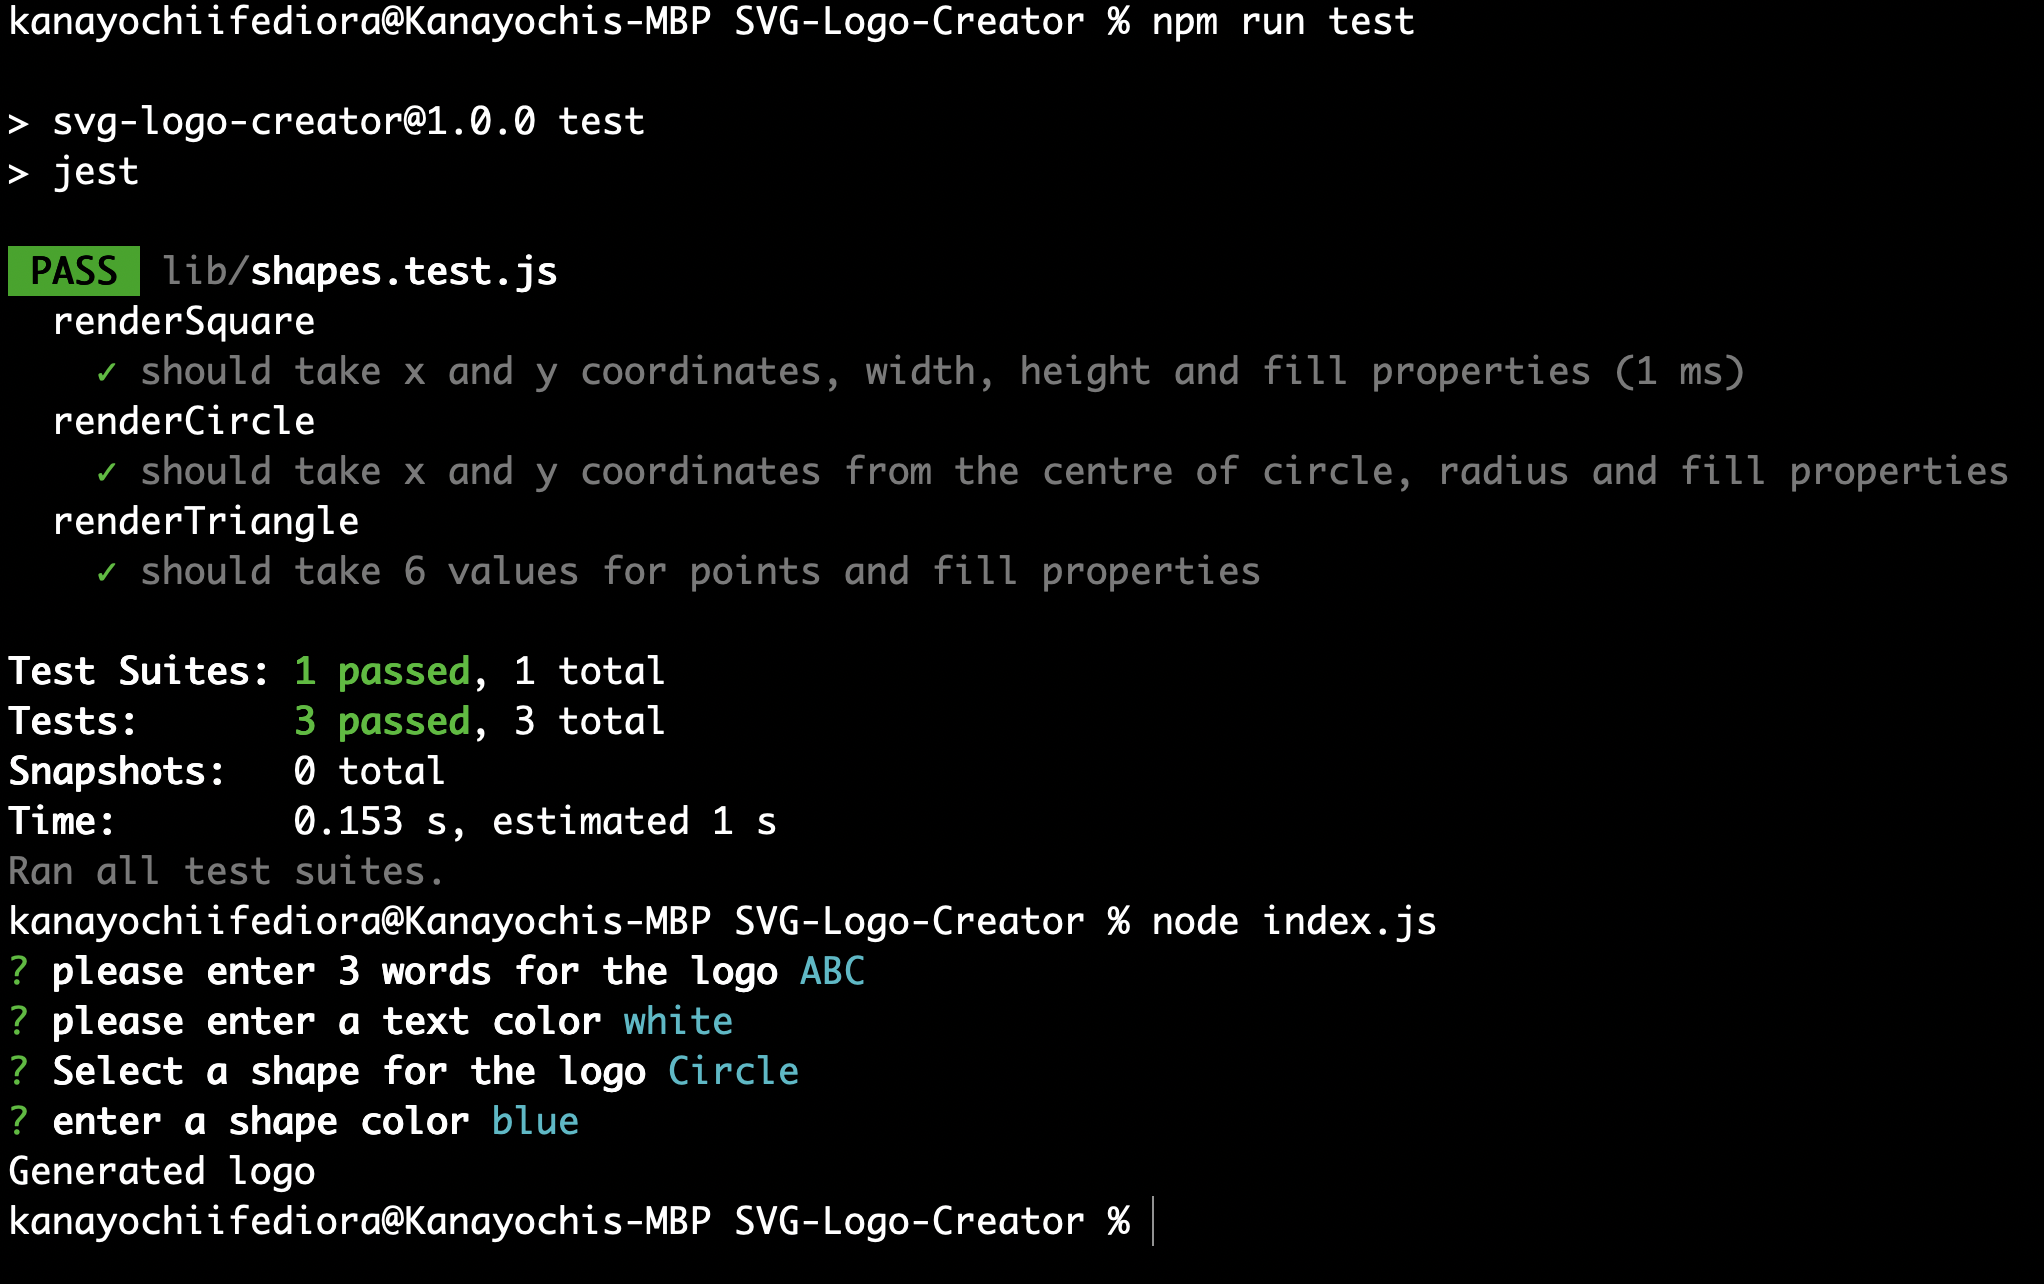 kanayochiifediora@Kanayochis-MBP SVG-Logo-Creator % npm run test
> svg-logo-creator@1.0.0 test
> jest
PASS lib/shapes.test.js
renderSquare
✓ should take x and y coordinates, width, height and fill properties (1 ms)
renderCircle
✓ should take x and y coordinates from the centre of circle, radius and fill properties
renderTriangle
✓ should take 6 values for points and fill properties
Test Suites: 1 passed, 1 total
Tests: 3 passed, 3 total
Snapshots: 0 total
Time: 0.153 s, estimated 1 s
Ran all test suites.
kanayochiifediora@Kanayochis-MBP SVG-Logo-Creator % node index.js
? please enter 3 words for the logo ABC
? please enter a text color white
? Select a shape for the logo Circle
? enter a shape color blue
Generated logo
kanayochiifediora@Kanayochis-MBP SVG-Logo-Creator %